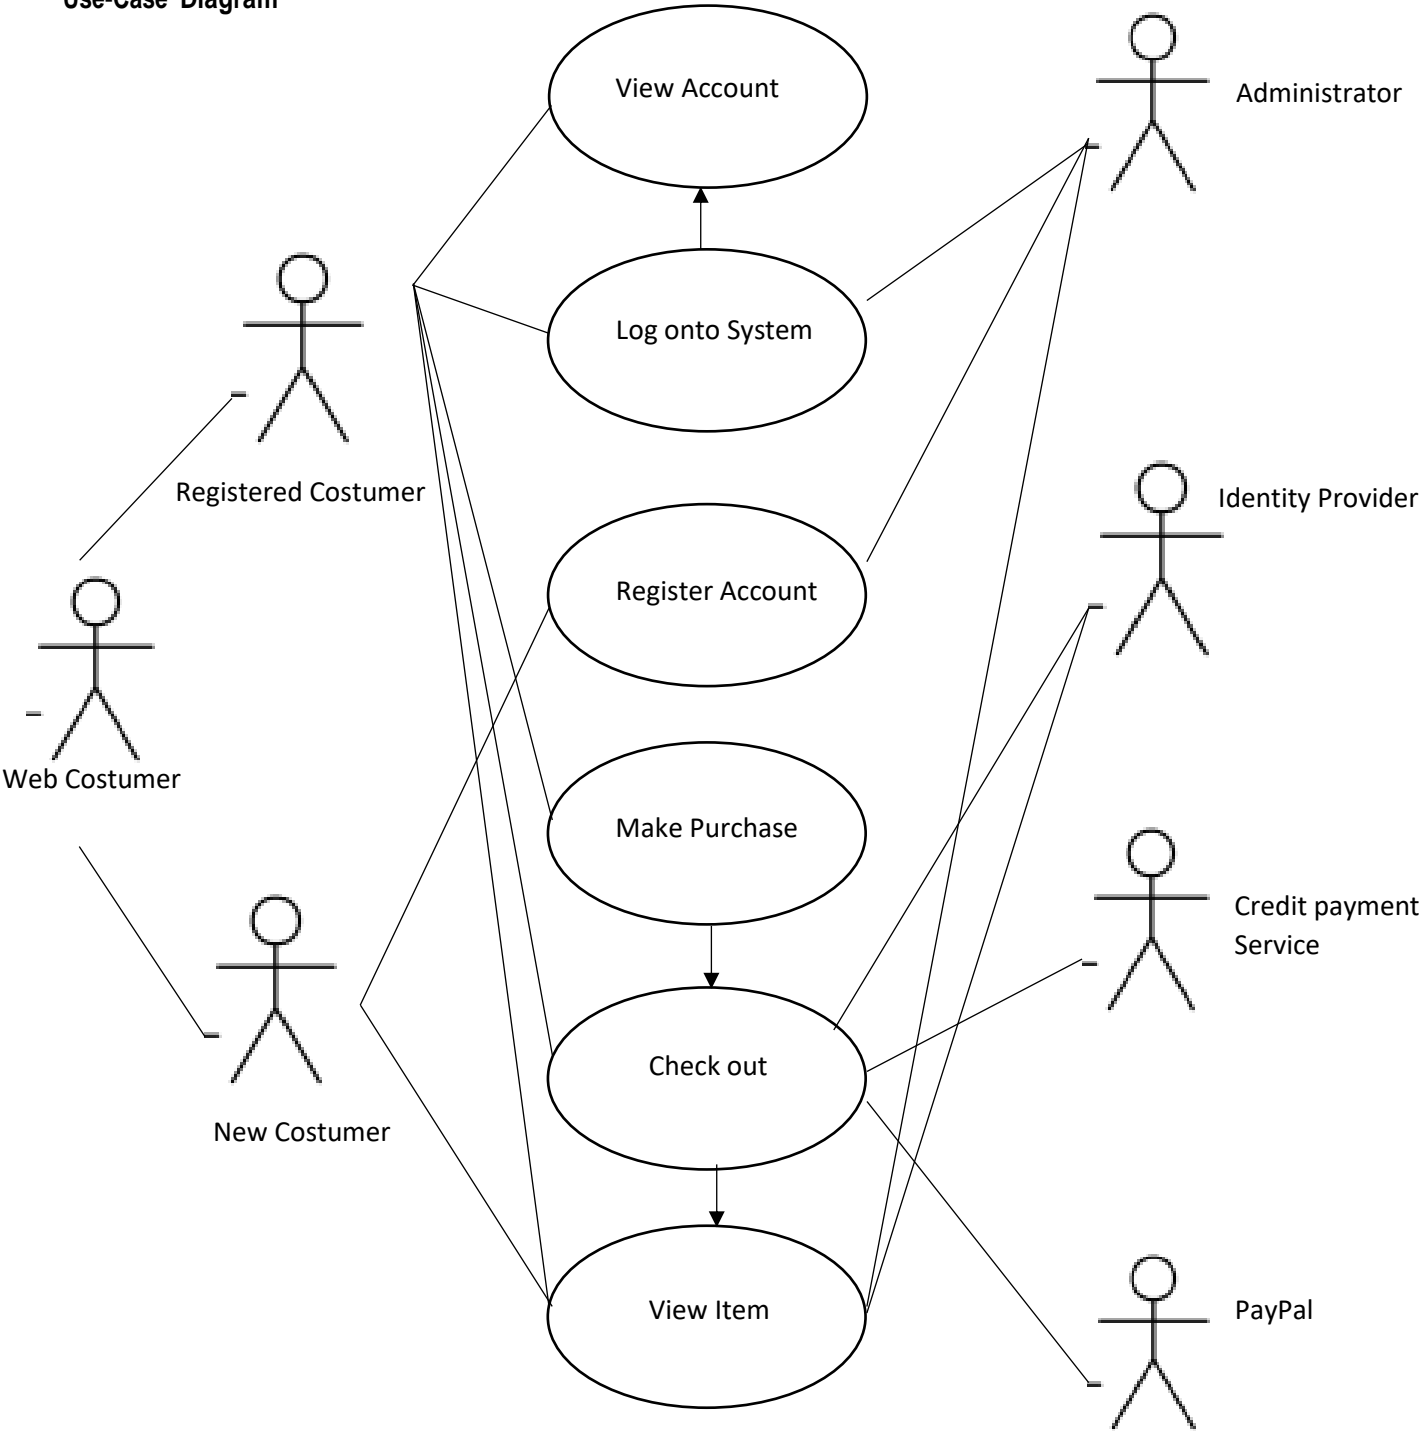 Use-Case Diagram
View Account
Administrator
Log onto System
Registered Costumer
Identity Provider
Register Account
Web Costumer
Make Purchase
Credit payment
Service
Check out
New Costumer
View Item
PayPal